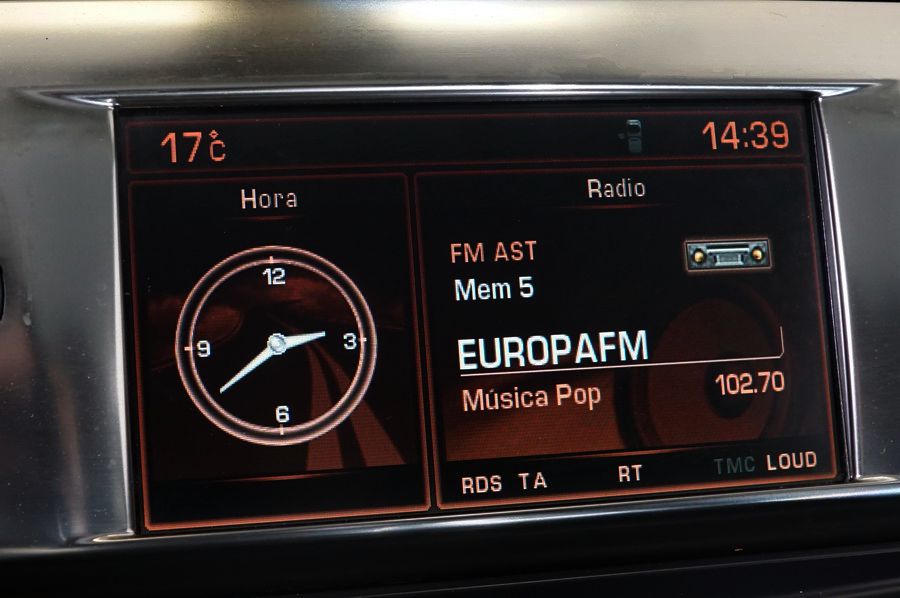 17°C
14:39
Hora
12
9
3
6
Radio
FM AST
Mem 5
EUROPAFM
Música Pop
102.70
RDS TA RT TMC LOUD